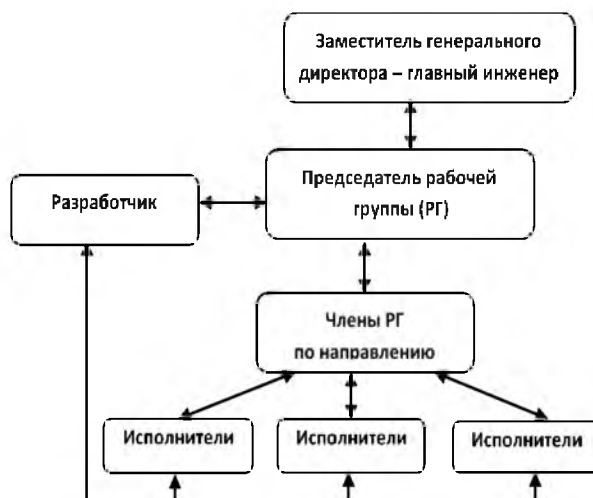 Заместитель генерального
директора – главный инженер
Председатель рабочей
группы (РГ)
Разработчик
Члены РГ
по направлению
Исполнители
Исполнители
Исполнители